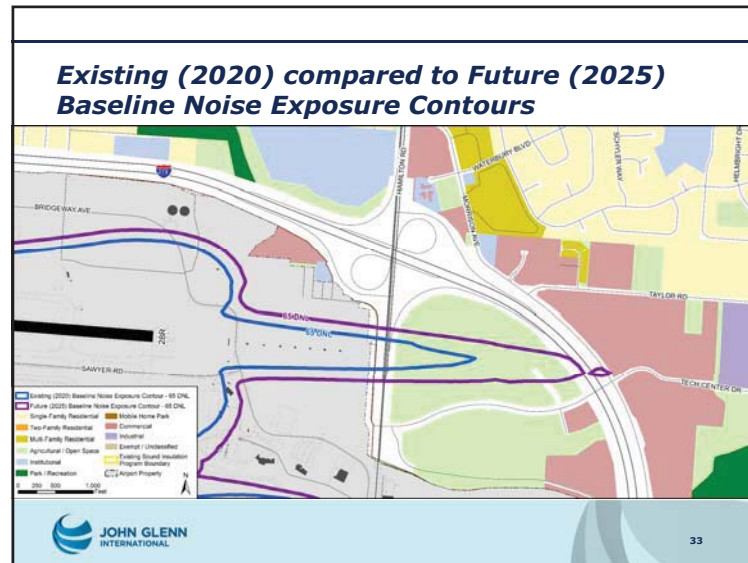 Existing (2020) compared to Future (2025)
Baseline Noise Exposure Contours
BRIDGEWAY AVE
HAMILTON RD
WATERBURY BLVD
MORRISON AVE
HELMBRIGHT DR
TAYLOR RD
TECH CENTER DR
SAWYER RD
28R
65 DNL
65 DNL
Existing (2020) Baseline Noise Exposure Contour - 65 DNL
Future (2025) Baseline Noise Exposure Contour - 65 DNL
Single-Family Residential
Two-Family Residential
Multi-Family Residential
Agricultural / Open Space
Institutional
Park / Recreation
Mobile Home Park
Commercial
Industrial
Exempt / Unclassified
Existing Sound Insulation
Program Boundary
Airport Property
0 250 500 1,000
Feet
N
JOHN GLENN
INTERNATIONAL
33